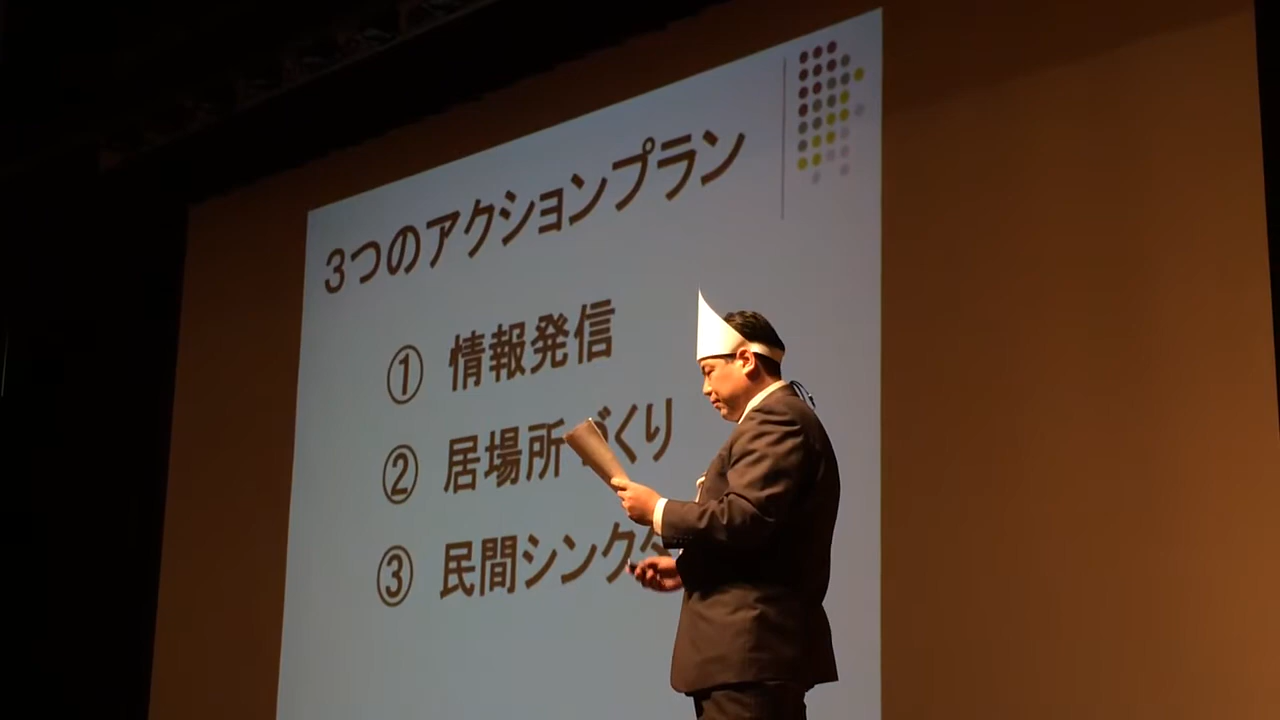 3つのアクションプラン
① 情報発信
② 居場所づくり
③ 民間シンク